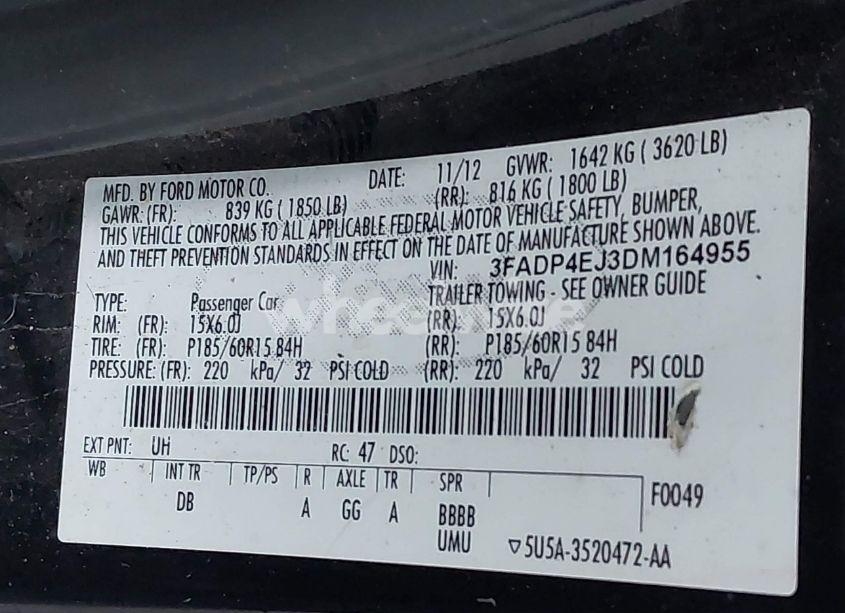 MFD. BY FORD MOTOR CO. DATE: 11/12 GVWR: 1642 KG ( 3620 LB)
GAWR: (FR): 839 KG ( 1850 LB) (RR): 816 KG ( 1800 LB)
THIS VEHICLE CONFORMS TO ALL APPLICABLE FEDERAL MOTOR VEHICLE SAFETY, BUMPER,
AND THEFT PREVENTION STANDARDS IN EFFECT ON THE DATE OF MANUFACTURE SHOWN ABOVE.
VIN: 3FADP4EJ3DM164955
TYPE: Passenger Car TRAILER TOWING - SEE OWNER GUIDE
RIM: (FR): 15X6.0J (RR): 15X6.0J
TIRE: (FR): P185/60R15 84H (RR): P185/60R15 84H
PRESSURE: (FR): 220 kPa/ 32 PSI COLD (RR): 220 kPa/ 32 PSI COLD
EXT PNT: UH RC: 47 DSO:
WB INT TR TP/PS R AXLE TR SPR F0049
DB A GG A BBBB
UMU ▽5U5A-3520472-AA